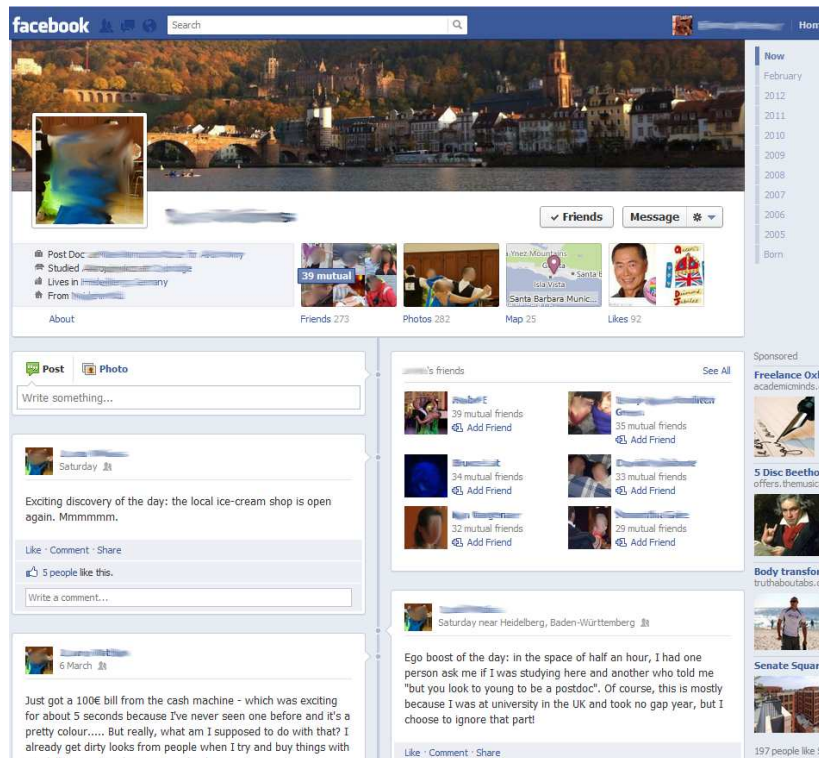 facebook
Search
Hom
Now
February
2012
2011
2010
2009
2008
2007
2006
2005
Born
Friends
Message
Post Doc
Studied
Lives in
From
About
39 mutual
Friends 273
Photos 282
Ynez Mountains
Goleta
Isla Vista
Santa b
Santa Barbara Munic...
Map 25
Likes 92
Post
Photo
Write something...
Saturday
Exciting discovery of the day: the local ice-cream shop is open
again. Mmmmmm.
Like · Comment · Share
5 people like this.
Write a comment...
6 March
Just got a 100€ bill from the cash machine - which was exciting
for about 5 seconds because I've never seen one before and it's a
pretty colour..... But really, what am I supposed to do with that? I
already get dirty looks from people when I try and buy things with
's friends
See All
39 mutual friends
Add Friend
35 mutual friends
Add Friend
34 mutual friends
Add Friend
33 mutual friends
Add Friend
32 mutual friends
Add Friend
29 mutual friends
Add Friend
Saturday near Heidelberg, Baden-Württemberg
Ego boost of the day: in the space of half an hour, I had one
person ask me if I was studying here and another who told me
"but you look to young to be a postdoc". Of course, this is mostly
because I was at university in the UK and took no gap year, but I
choose to ignore that part!
Like · Comment · Share
Sponsored
Freelance Oxl
academicminds.
5 Disc Beetho
offers.themusic
Body transfor
truthaboutabs.c
Senate Squar
197 people like S